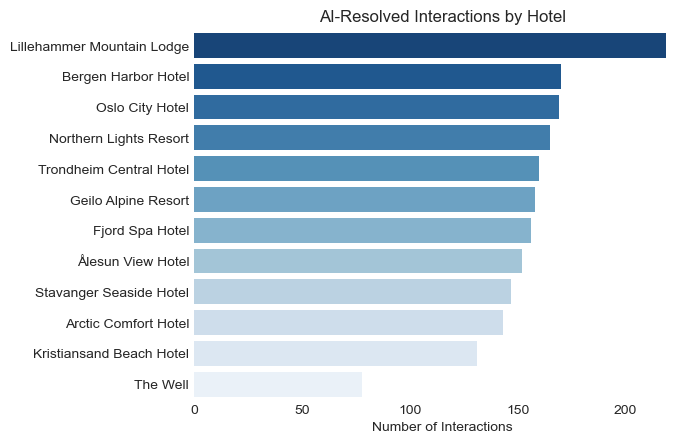 AI-Resolved Interactions by Hotel
Lillehammer Mountain Lodge
Bergen Harbor Hotel
Oslo City Hotel
Northern Lights Resort
Trondheim Central Hotel
Geilo Alpine Resort
Fjord Spa Hotel
Ålesun View Hotel
Stavanger Seaside Hotel
Arctic Comfort Hotel
Kristiansand Beach Hotel
The Well
0 50 100 150 200
Number of Interactions